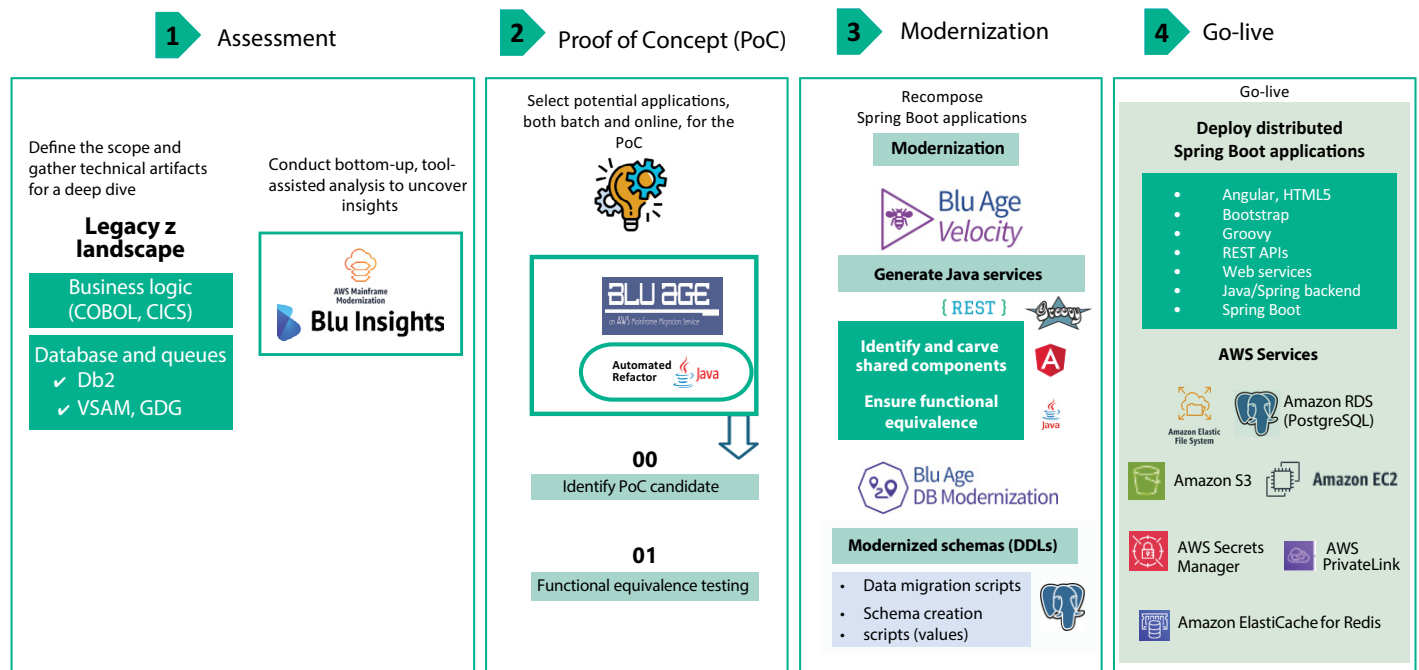 1
Assessment
2
Proof of Concept (PoC)
3
Modernization
4
Go-live
Define the scope and
gather technical artifacts
for a deep dive
Legacy z
landscape
Business logic
(COBOL, CICS)
Database and queues
✔ Db2
✔ VSAM, GDG
Conduct bottom-up, tool-
assisted analysis to uncover
insights
AWS Mainframe
Modernization
Blu Insights
Select potential applications,
both batch and online, for the
PoC
BLU AGE
an AWS Mainframe Migration Service
Automated
Refactor
Java
00
Identify PoC candidate
01
Functional equivalence testing
Recompose
Spring Boot applications
Modernization
Blu Age
Velocity
Generate Java services
{ REST }
Groovy
Identify and carve
shared components
Ensure functional
equivalence
Java
Blu Age
DB Modernization
Modernized schemas (DDLs)
• Data migration scripts
• Schema creation
• scripts (values)
Go-live
Deploy distributed
Spring Boot applications
• Angular, HTML5
• Bootstrap
• Groovy
• REST APIs
• Web services
• Java/Spring backend
• Spring Boot
AWS Services
Amazon Elastic
File System
Amazon RDS
(PostgreSQL)
Amazon S3
Amazon EC2
AWS Secrets
Manager
AWS
PrivateLink
Amazon ElastiCache for Redis